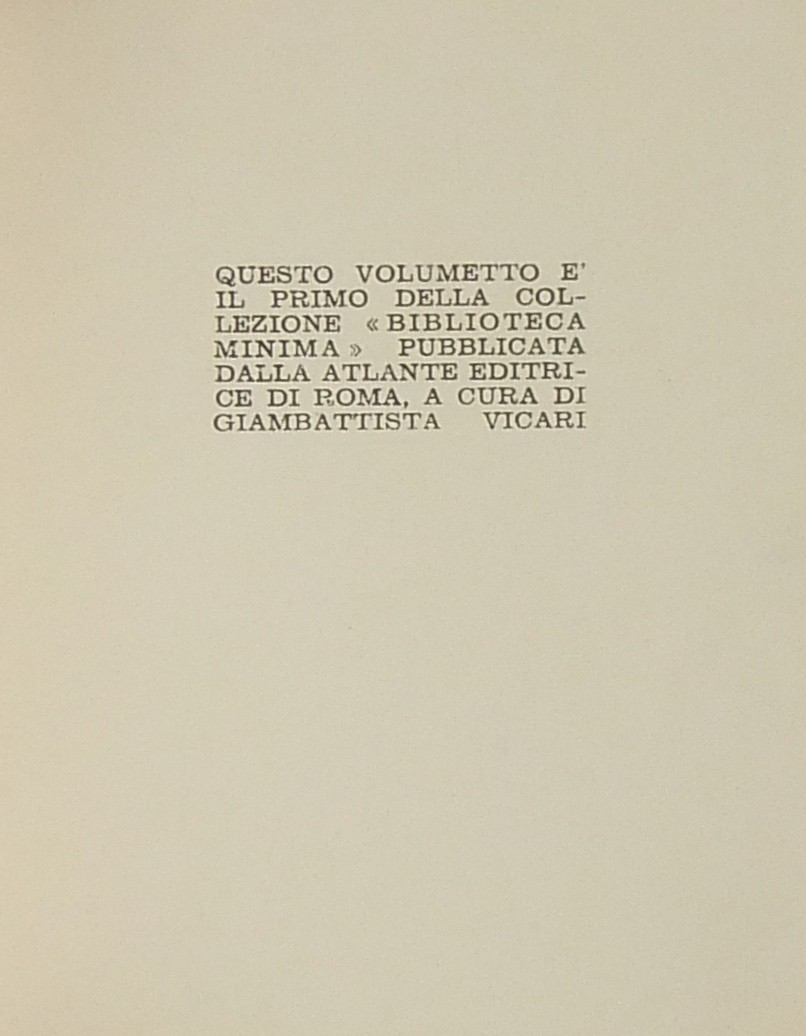 QUESTO VOLUMETTO E'
IL PRIMO DELLA COL-
LEZIONE «BIBLIOTECA
MINIMA» PUBBLICATA
DALLA ATLANTE EDITRI-
CE DI ROMA, A CURA DI
GIAMBATTISTA VICARI